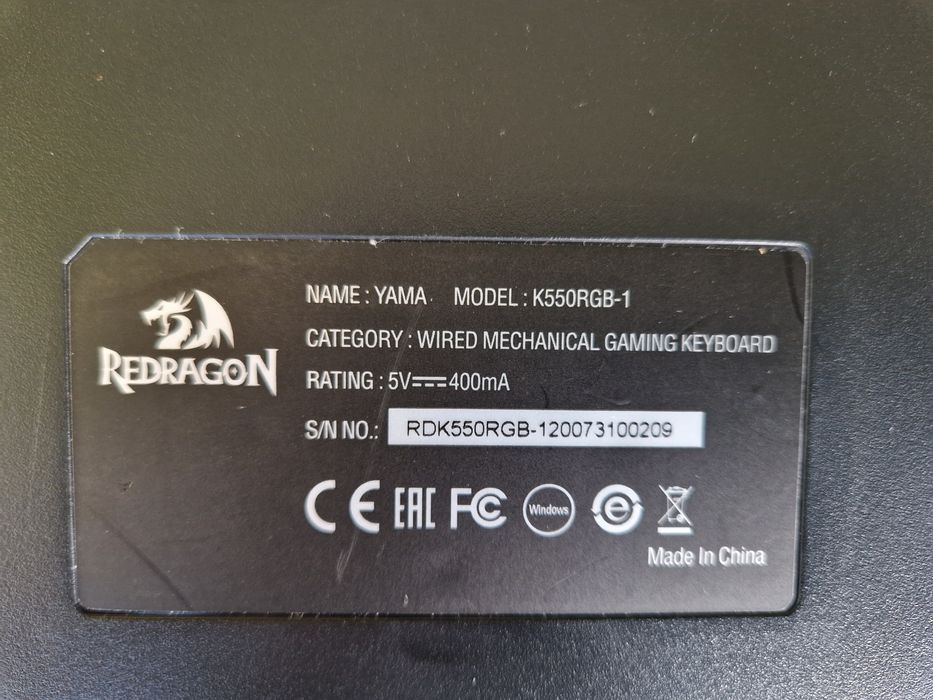 REDRAGON
NAME : YAMA MODEL : K550RGB-1
CATEGORY : WIRED MECHANICAL GAMING KEYBOARD
RATING : 5V⎓400mA
S/N NO.: RDK550RGB-120073100209
CE EAC FC Windows e
Made In China